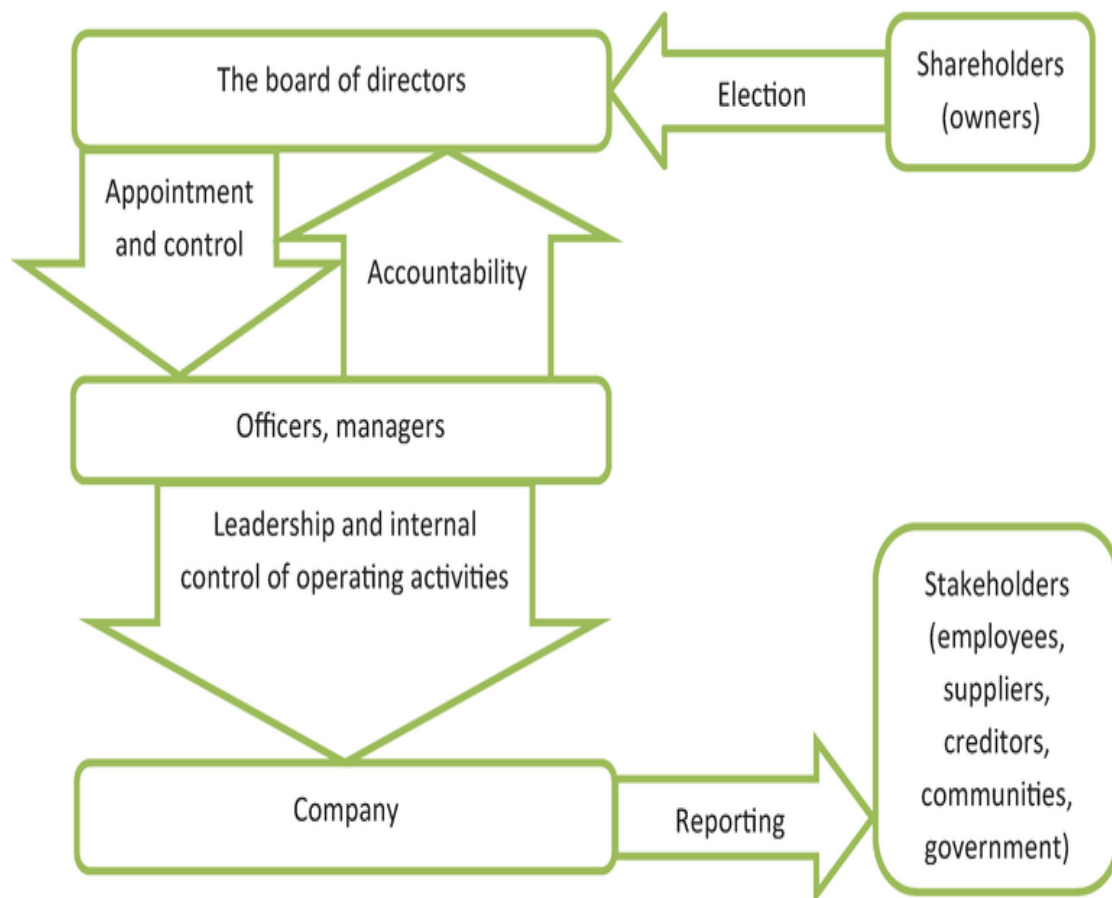 The board of directors
Election
Shareholders
(owners)
Appointment
and control
Accountability
Officers, managers
Leadership and internal
control of operating activities
Company
Reporting
Stakeholders
(employees,
suppliers,
creditors,
communities,
government)